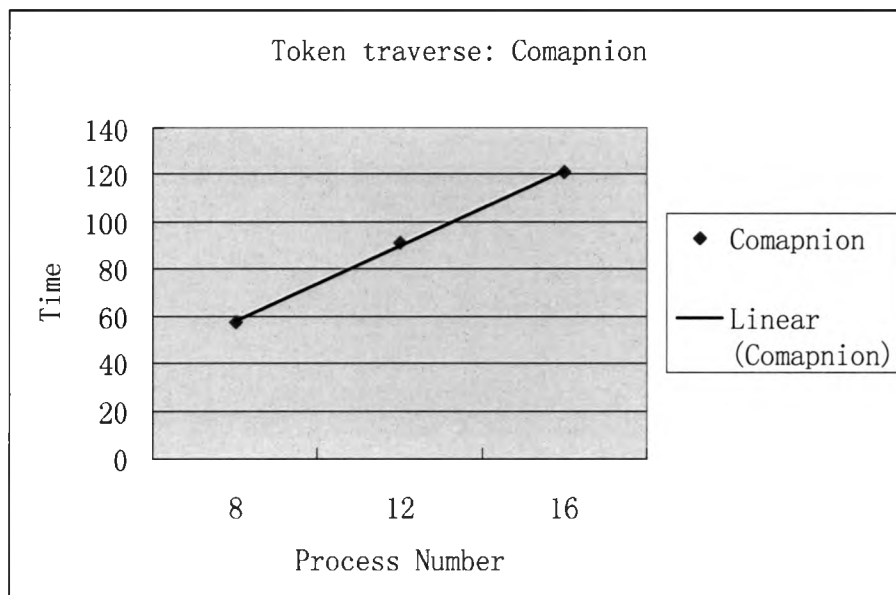 Token traverse: Comapnion
140
120
100
80
60
40
20
0
Time
8 12 16
Process Number
Comapnion
Linear
(Comapnion)